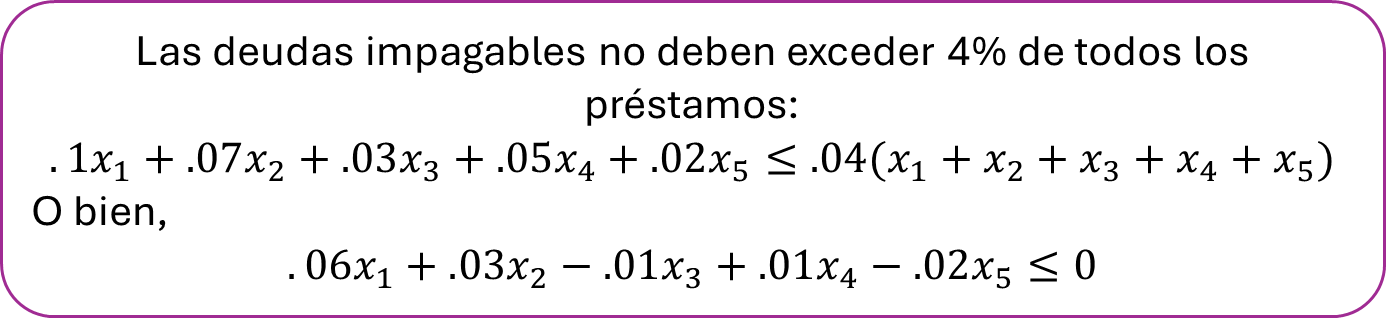 Las deudas impagables no deben exceder 4% de todos los
préstamos:
. 1x₁ + .07x₂ + .03x₃ + .05x₄ + .02x₅ ≤ .04(x₁ + x₂ + x₃ + x₄ + x₅)
O bien,
. 06x₁ + .03x₂ − .01x₃ + .01x₄ − .02x₅ ≤ 0